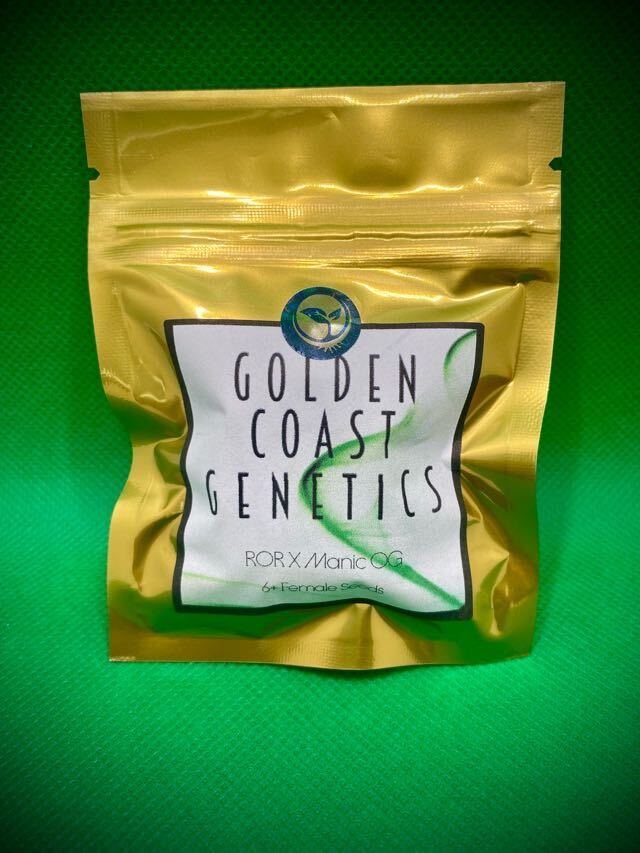 GOLDEN
COAST
GENETICS
ROR X Manic OG
6+ Female Seeds